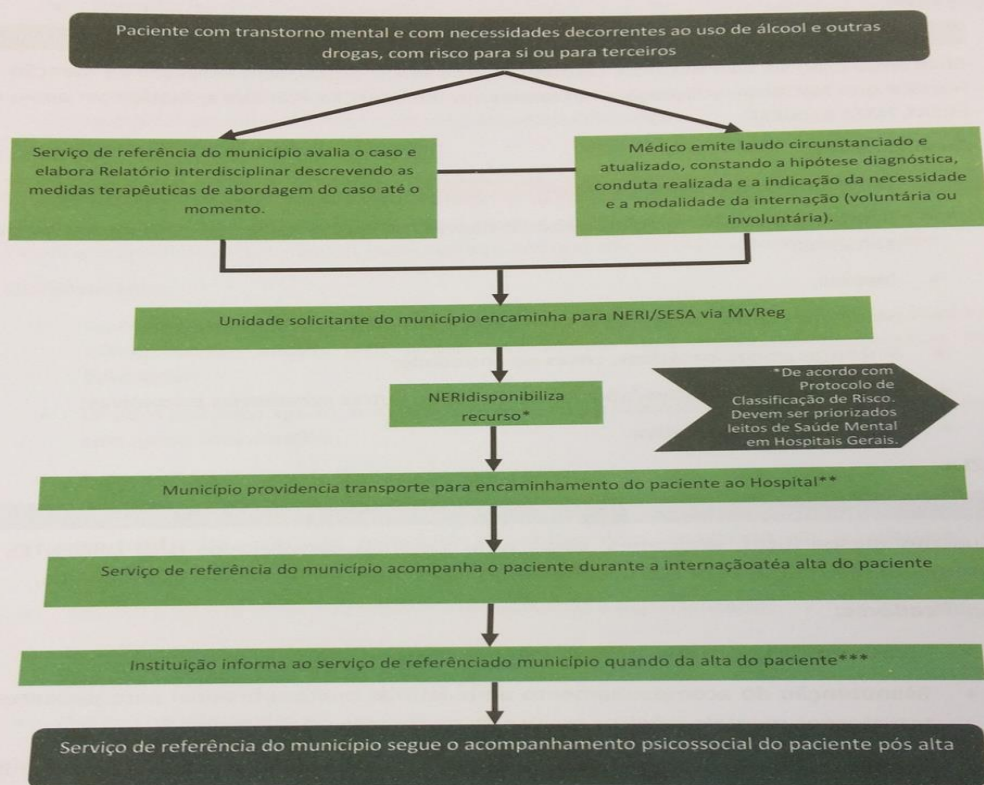 Paciente com transtorno mental e com necessidades decorrentes ao uso de álcool e outras
drogas, com risco para si ou para terceiros
Serviço de referência do município avalia o caso e
elabora Relatório interdisciplinar descrevendo as
medidas terapêuticas de abordagem do caso até o
momento.
Médico emite laudo circunstanciado e
atualizado, constando a hipótese diagnóstica,
conduta realizada e a indicação da necessidade
e a modalidade da internação (voluntária ou
involuntária).
Unidade solicitante do município encaminha para NERI/SESA via MVReg
NERIdisponibiliza
recurso*
*De acordo com
Protocolo de
Classificação de Risco.
Devem ser priorizados
leitos de Saúde Mental
em Hospitais Gerais.
Município providencia transporte para encaminhamento do paciente ao Hospital**
Serviço de referência do município acompanha o paciente durante a internaçãoatéa alta do paciente
Instituição informa ao serviço de referênciado município quando da alta do paciente***
Serviço de referência do município segue o acompanhamento psicossocial do paciente pós alta